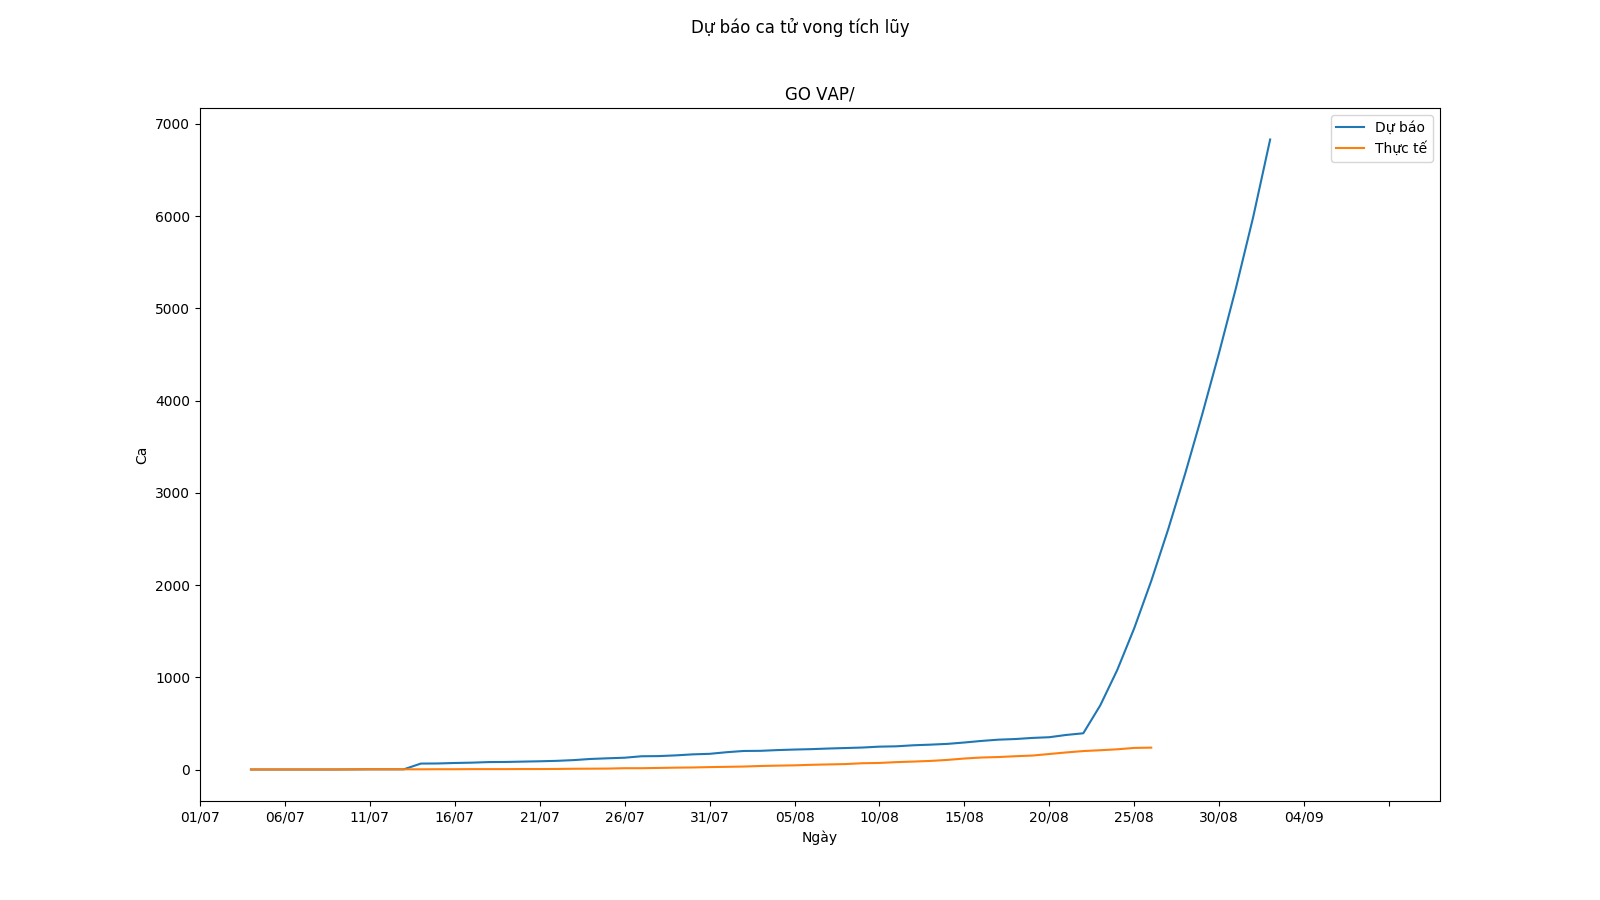 Dự báo ca tử vong tích lũy
GO VAP/
Dự báo
Thực tế
7000
6000
5000
4000
3000
2000
1000
0
Ca
01/07 06/07 11/07 16/07 21/07 26/07 31/07 05/08 10/08 15/08 20/08 25/08 30/08 04/09
Ngày